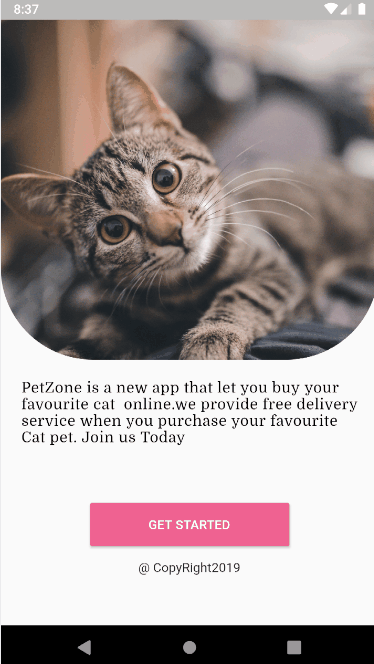 8:37
PetZone is a new app that let you buy your
favourite cat  online.we provide free delivery
service when you purchase your favourite
Cat pet. Join us Today
GET STARTED
@ CopyRight2019